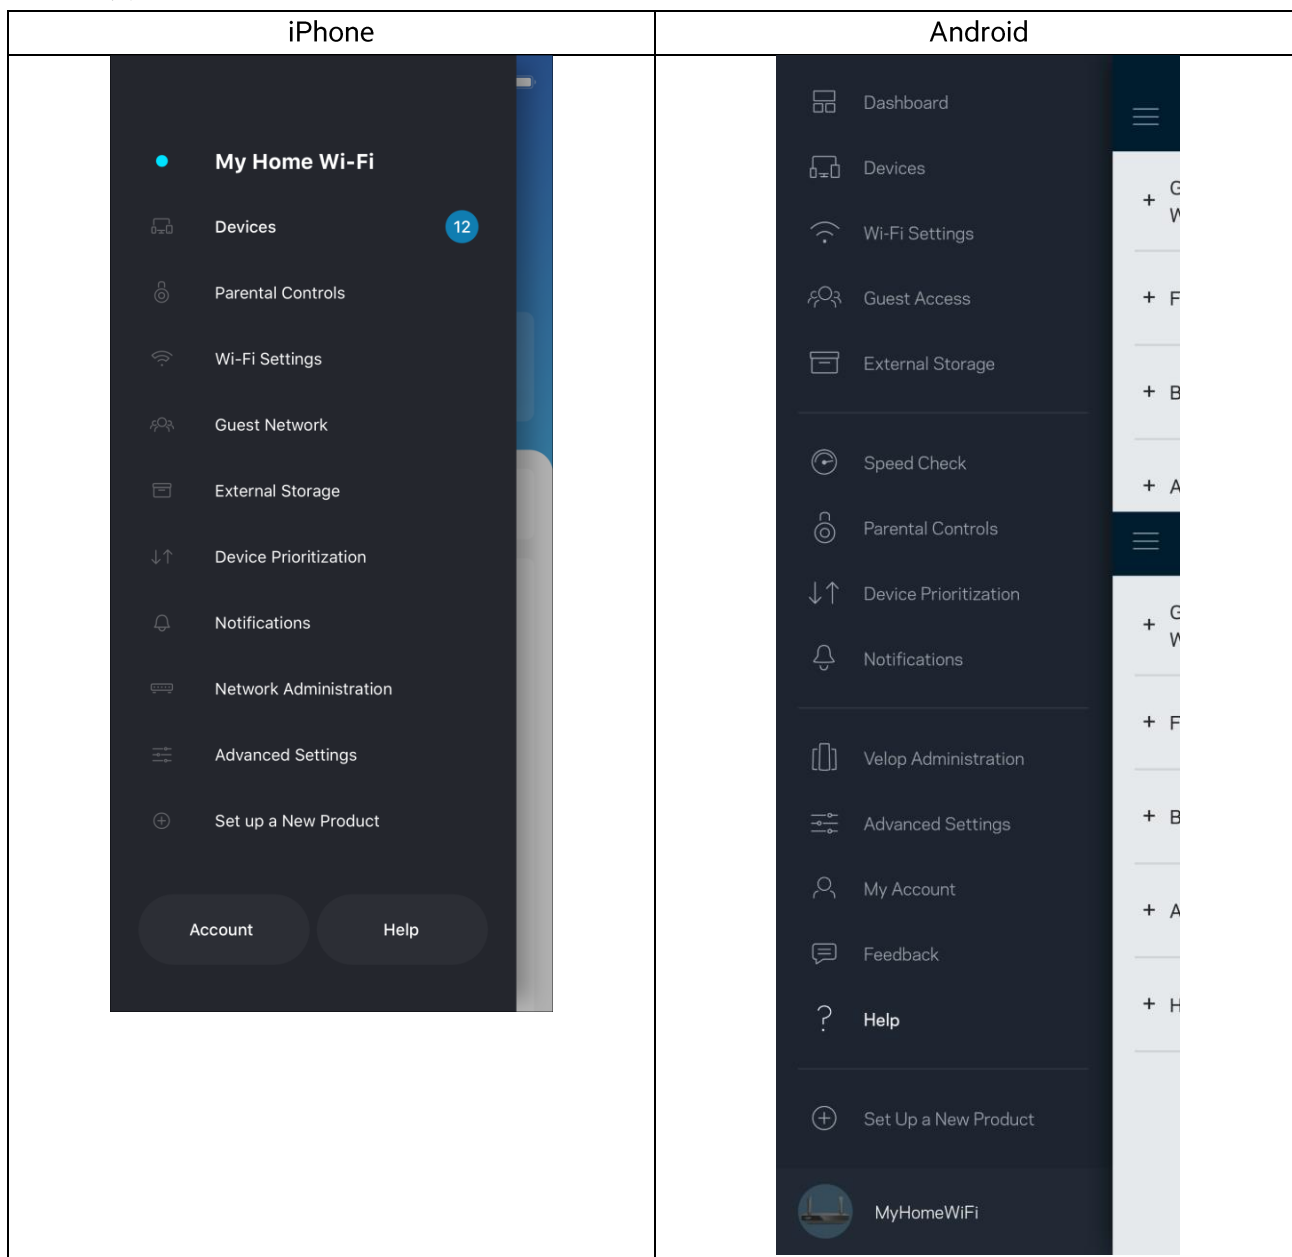 iPhone
Android
My Home Wi-Fi
Devices
12
Parental Controls
Wi-Fi Settings
Guest Network
External Storage
Device Prioritization
Notifications
Network Administration
Advanced Settings
Set up a New Product
Account
Help
Dashboard
Devices
Wi-Fi Settings
Guest Access
External Storage
Speed Check
Parental Controls
Device Prioritization
Notifications
Velop Administration
Advanced Settings
My Account
Feedback
? Help
Set Up a New Product
MyHomeWiFi
+ F
+ B
+ A
+ F
+ B
+ A
+ H